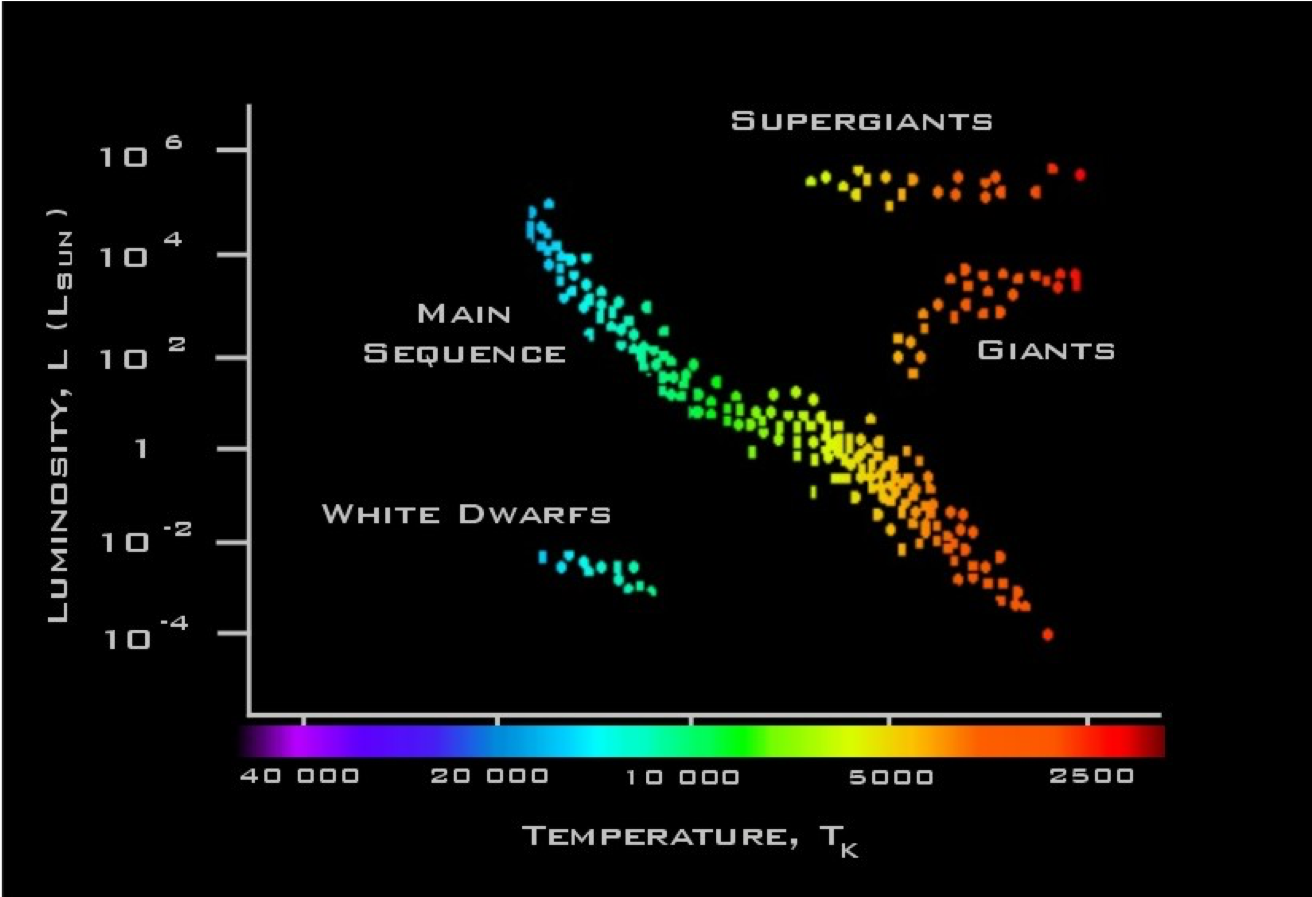 SUPERGIANTS
10 6
10 4
MAIN
SEQUENCE
10 2
GIANTS
1
WHITE DWARFS
10 -2
10 -4
LUMINOSITY, L (LSUN)
40 000 20 000 10 000 5000 2500
TEMPERATURE, TK